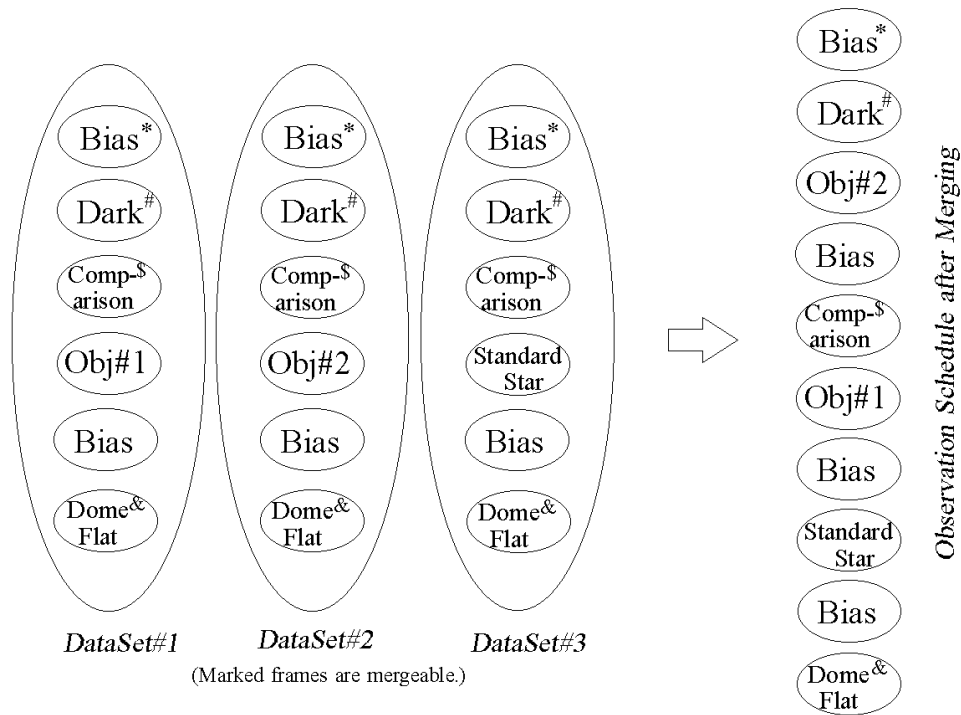 Bias*
Dark#
Comp-$
arison
Obj#1
Bias
Dome&
Flat
DataSet#1
Bias*
Dark#
Comp-$
arison
Obj#2
Bias
Dome&
Flat
DataSet#2
Bias*
Dark#
Comp-$
arison
Standard
Star
Bias
Dome&
Flat
DataSet#3
(Marked frames are mergeable.)
Bias*
Dark#
Obj#2
Bias
Comp-$
arison
Obj#1
Bias
Standard
Star
Bias
Dome&
Flat
Observation Schedule after Merging